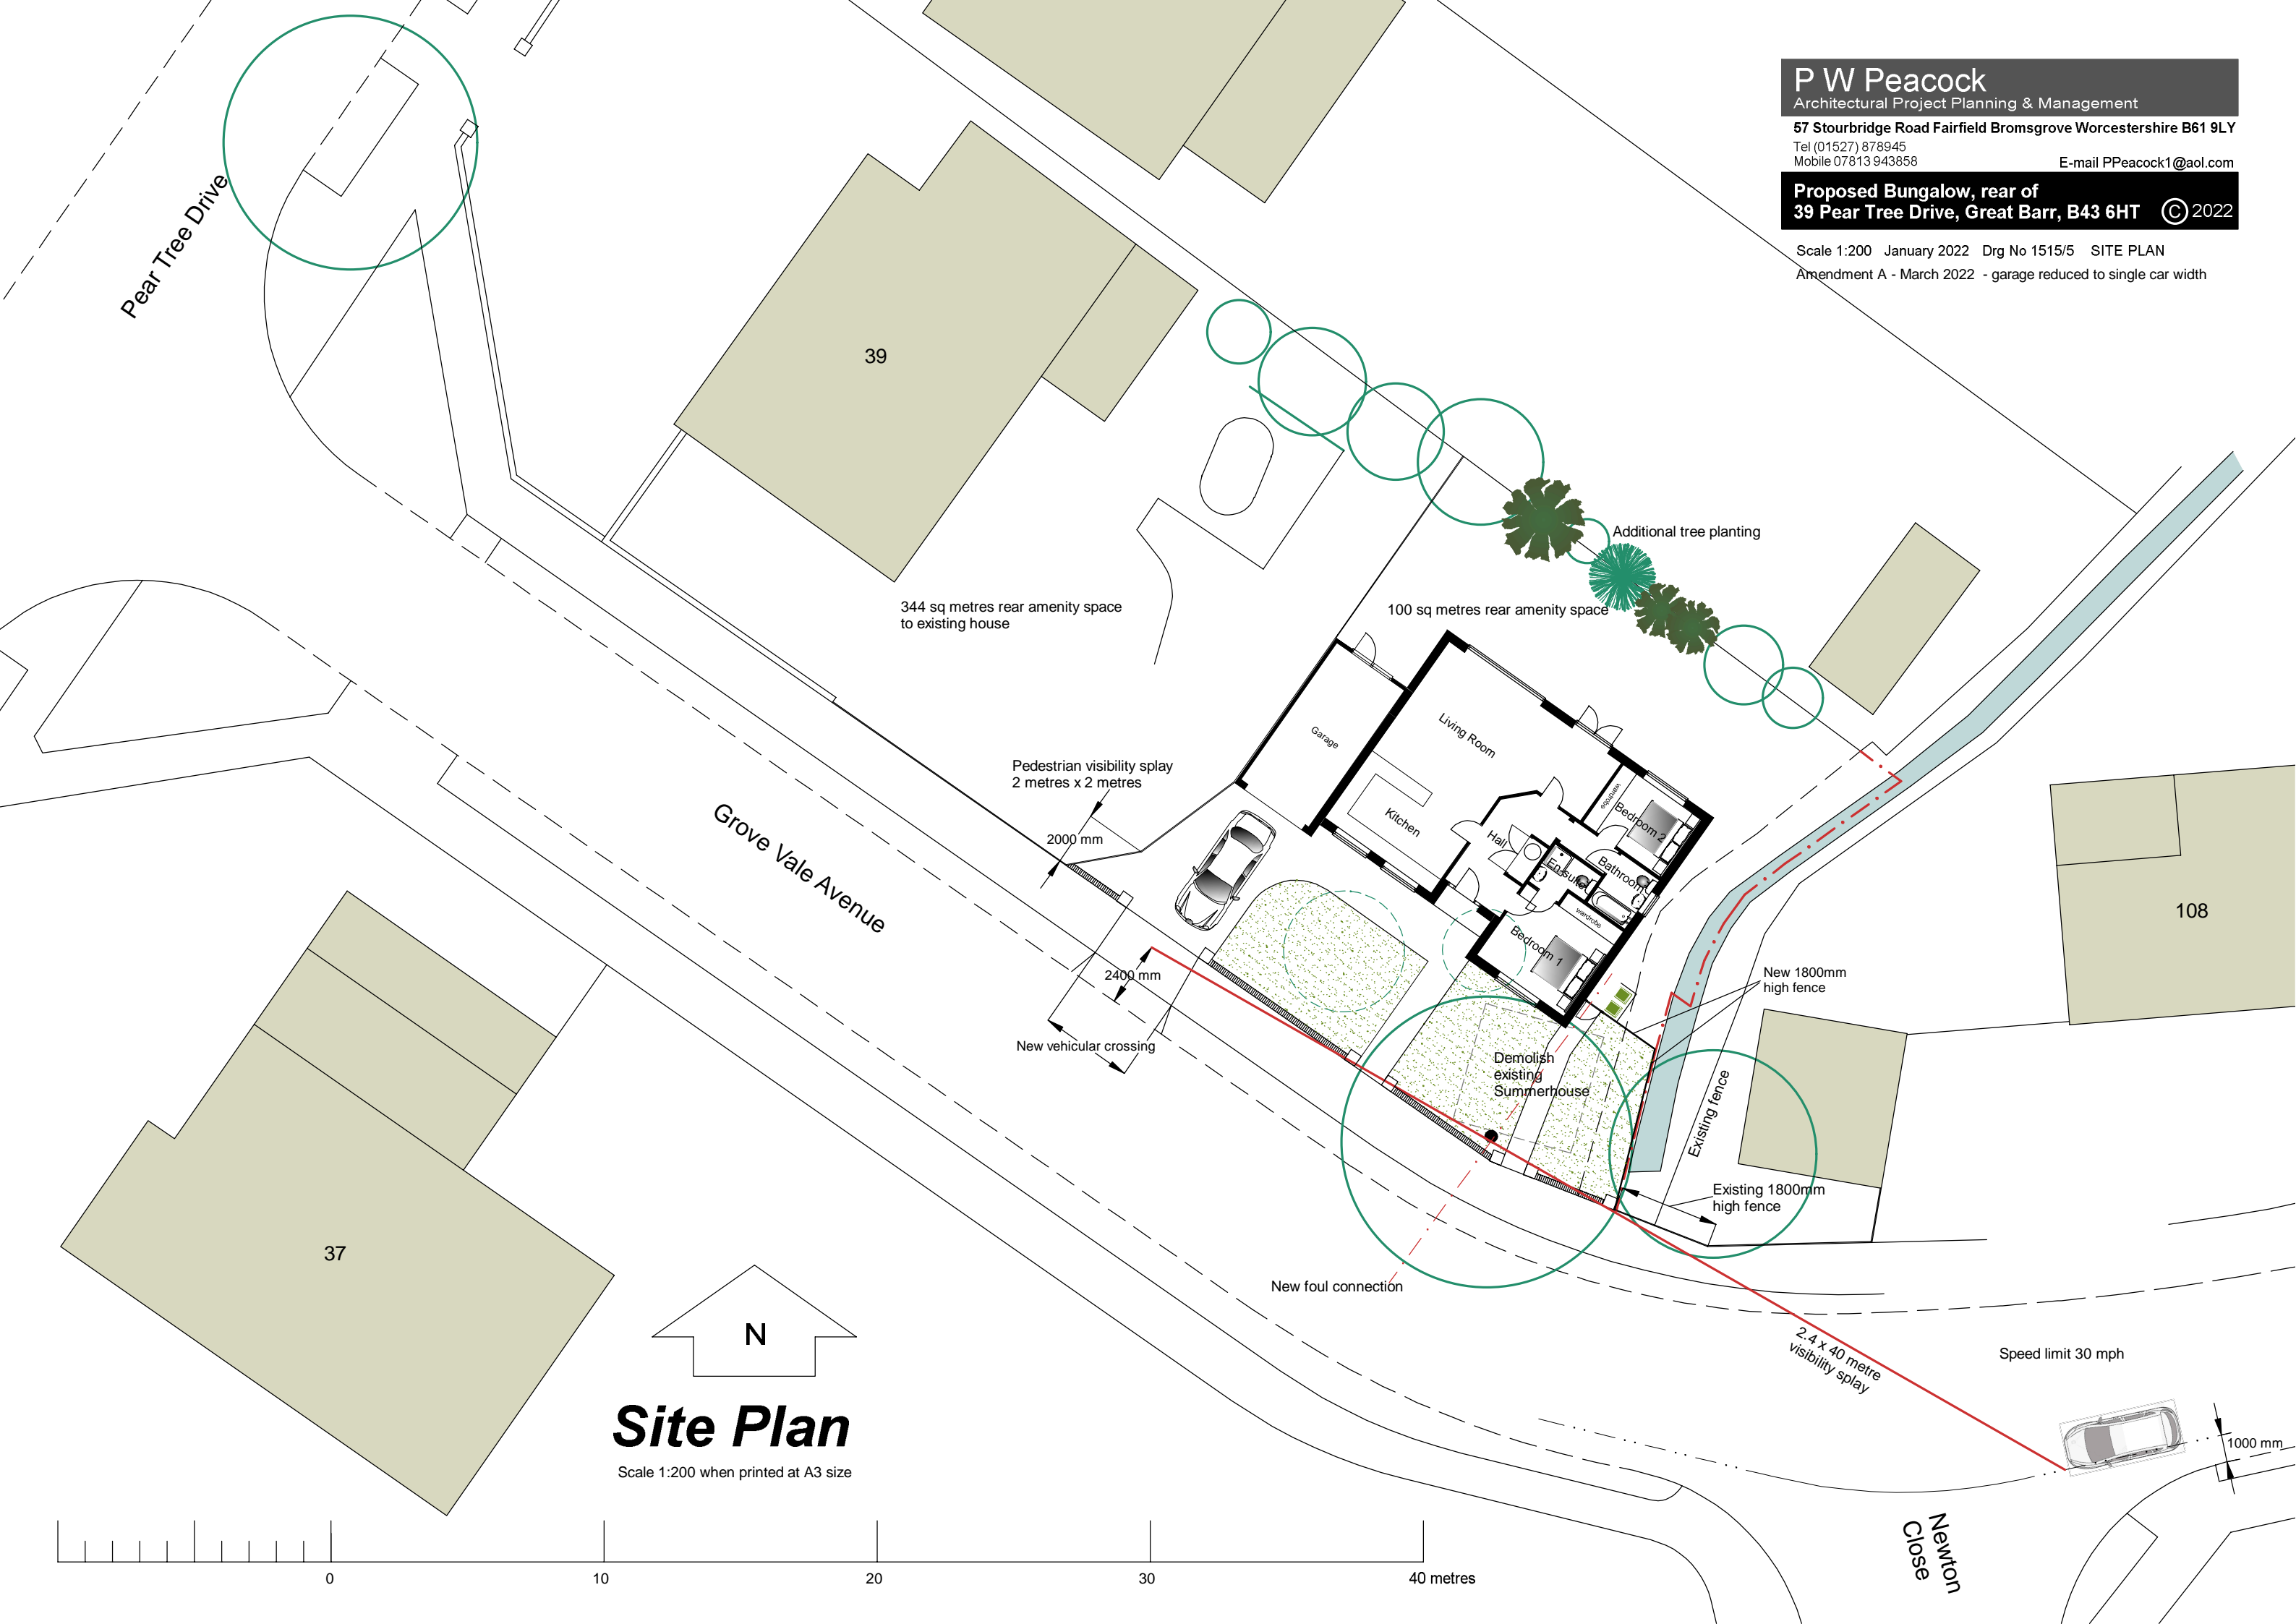 P W Peacock
Architectural Project Planning & Management
57 Stourbridge Road Fairfield Bromsgrove Worcestershire B61 9LY
Tel (01527) 878945
Mobile 07813 943858
E-mail PPeacock1@aol.com
Proposed Bungalow, rear of
39 Pear Tree Drive, Great Barr, B43 6HT © 2022
Scale 1:200 January 2022 Drg No 1515/5 SITE PLAN
Amendment A - March 2022 - garage reduced to single car width
Pear Tree Drive
39
Additional tree planting
344 sq metres rear amenity space
to existing house
100 sq metres rear amenity space
Living Room
Garage
Kitchen
Hall
wardrobe
Bedroom 2
Bathroom
En-suite
wardrobe
Bedroom 1
Pedestrian visibility splay
2 metres x 2 metres
2000 mm
Grove Vale Avenue
2400 mm
New vehicular crossing
108
New 1800mm
high fence
Demolish
existing
Summerhouse
Existing fence
Existing 1800mm
high fence
New foul connection
37
N
Site Plan
Scale 1:200 when printed at A3 size
2.4 x 40 metre
visibility splay
Speed limit 30 mph
1000 mm
Newton
Close
0
10
20
30
40 metres